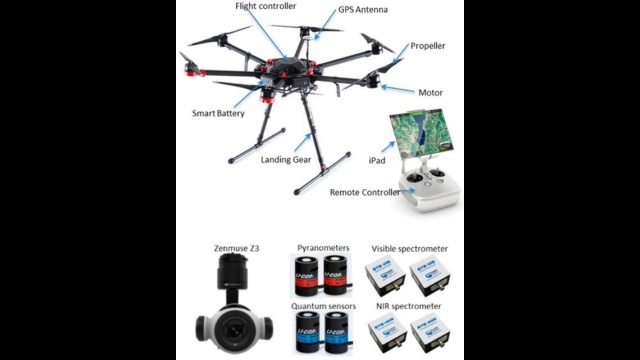 Flight controller
GPS Antenna
Propeller
Motor
Smart Battery
iPad
Landing Gear
Remote Controller
Zenmuse Z3
Pyranometers
Visible spectrometer
Quantum sensors
NIR spectrometer